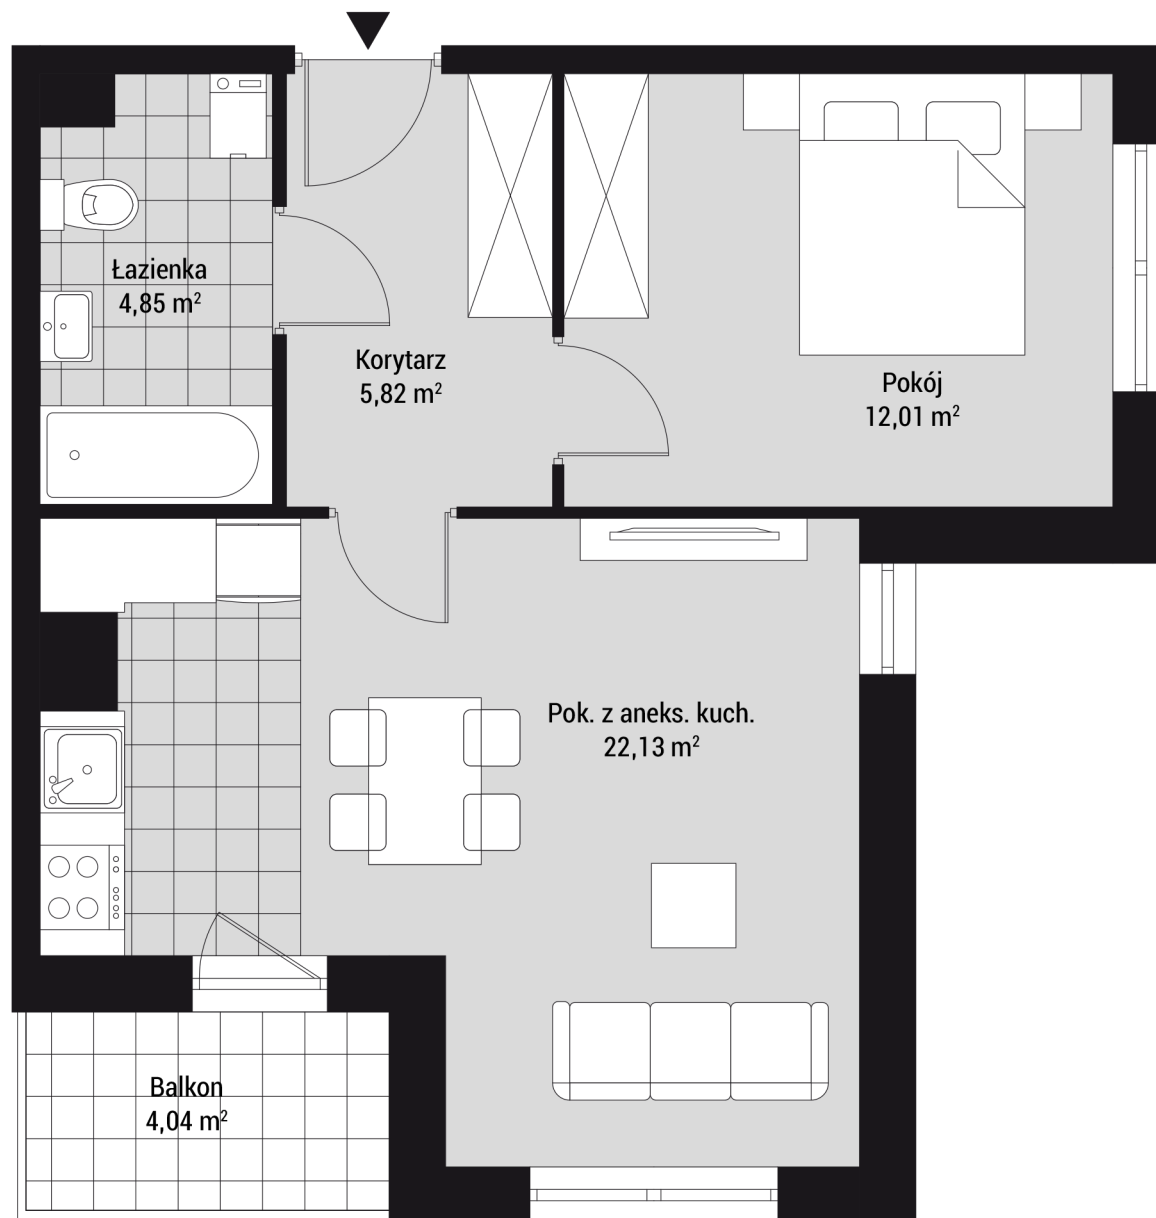 Łazienka
4,85 m²
Korytarz
5,82 m²
Pokój
12,01 m²
Pok. z aneks. kuch.
22,13 m²
Balkon
4,04 m²